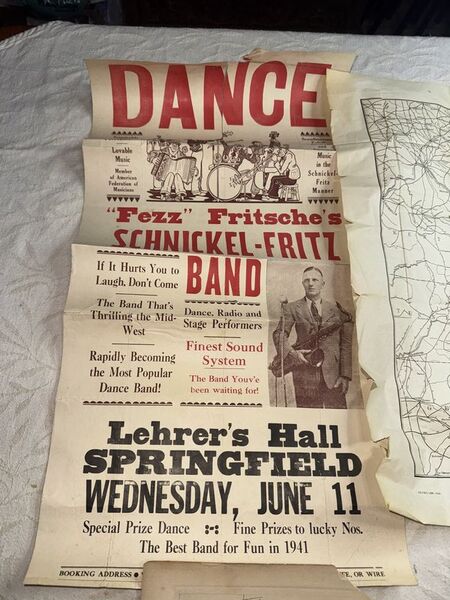 DANCE
Lovable
Music
Member
of American
Federation of
Musicians
Music
in the
Schnickel-
Fritz
Manner
"Fezz" Fritsche's
SCHNICKEL-FRITZ
BAND
If It Hurts You to
Laugh, Don't Come
The Band That's
Thrilling the Mid-
West
Rapidly Becoming
the Most Popular
Dance Band!
Dance, Radio and
Stage Performers
Finest Sound
System
The Band Youv'e
been waiting for!
Lehrer's Hall
SPRINGFIELD
WEDNESDAY, JUNE 11
Special Prize Dance Fine Prizes to lucky Nos.
The Best Band for Fun in 1941
BOOKING ADDRESS OR WIRE